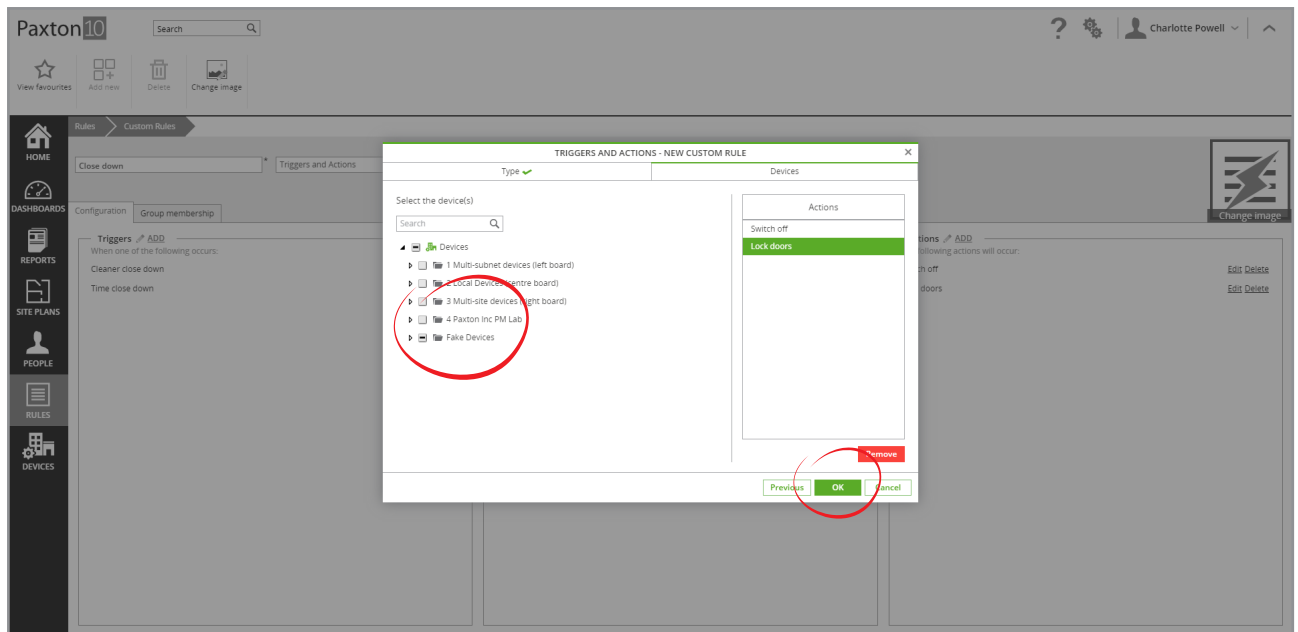 Paxton10
Search
? Charlotte Powell
View favourites
Add new
Delete
Change image
Rules
Custom Rules
HOME
DASHBOARDS
REPORTS
SITE PLANS
PEOPLE
RULES
DEVICES
Close down
*
Triggers and Actions
Change image
Configuration
Group membership
Triggers ADD
When one of the following occurs:
Cleaner close down
Time close down
TRIGGERS AND ACTIONS - NEW CUSTOM RULE
Type
Devices
Select the device(s)
Search
Devices
1 Multi-subnet devices (left board)
2 Local Devices (centre board)
3 Multi-site devices (right board)
4 Paxton Inc PM Lab
Fake Devices
Actions
Switch off
Lock doors
Remove
Previous
OK
Cancel
tions ADD
following actions will occur:
ch off
Edit Delete
doors
Edit Delete